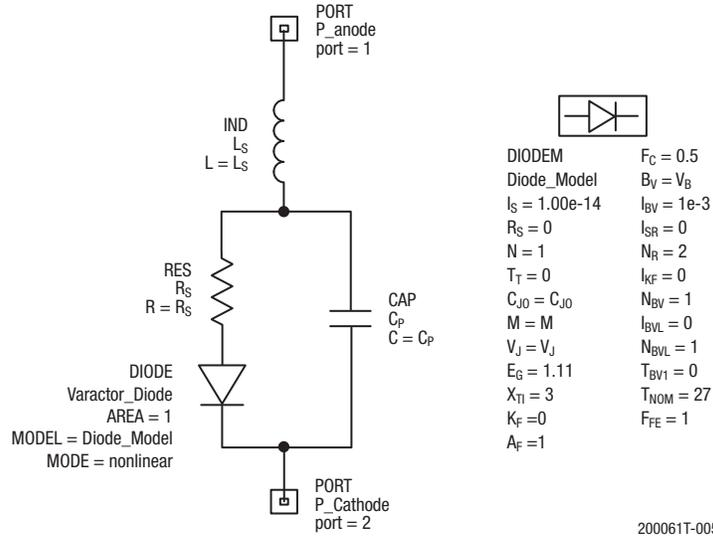 PORT
P_anode
port = 1
IND
LS
L = LS
RES
RS
R = RS
CAP
CP
C = CP
DIODE
Varactor_Diode
AREA = 1
MODEL = Diode_Model
MODE = nonlinear
PORT
P_Cathode
port = 2
DIODEM
Diode_Model
IS = 1.00e-14
RS = 0
N = 1
TT = 0
CJ0 = CJ0
M = M
VJ = VJ
EG = 1.11
XTI = 3
KF =0
AF =1
FC = 0.5
BV = VB
IBV = 1e-3
ISR = 0
NR = 2
IKF = 0
NBV = 1
IBVL = 0
NBVL = 1
TBV1 = 0
TNOM = 27
FFE = 1